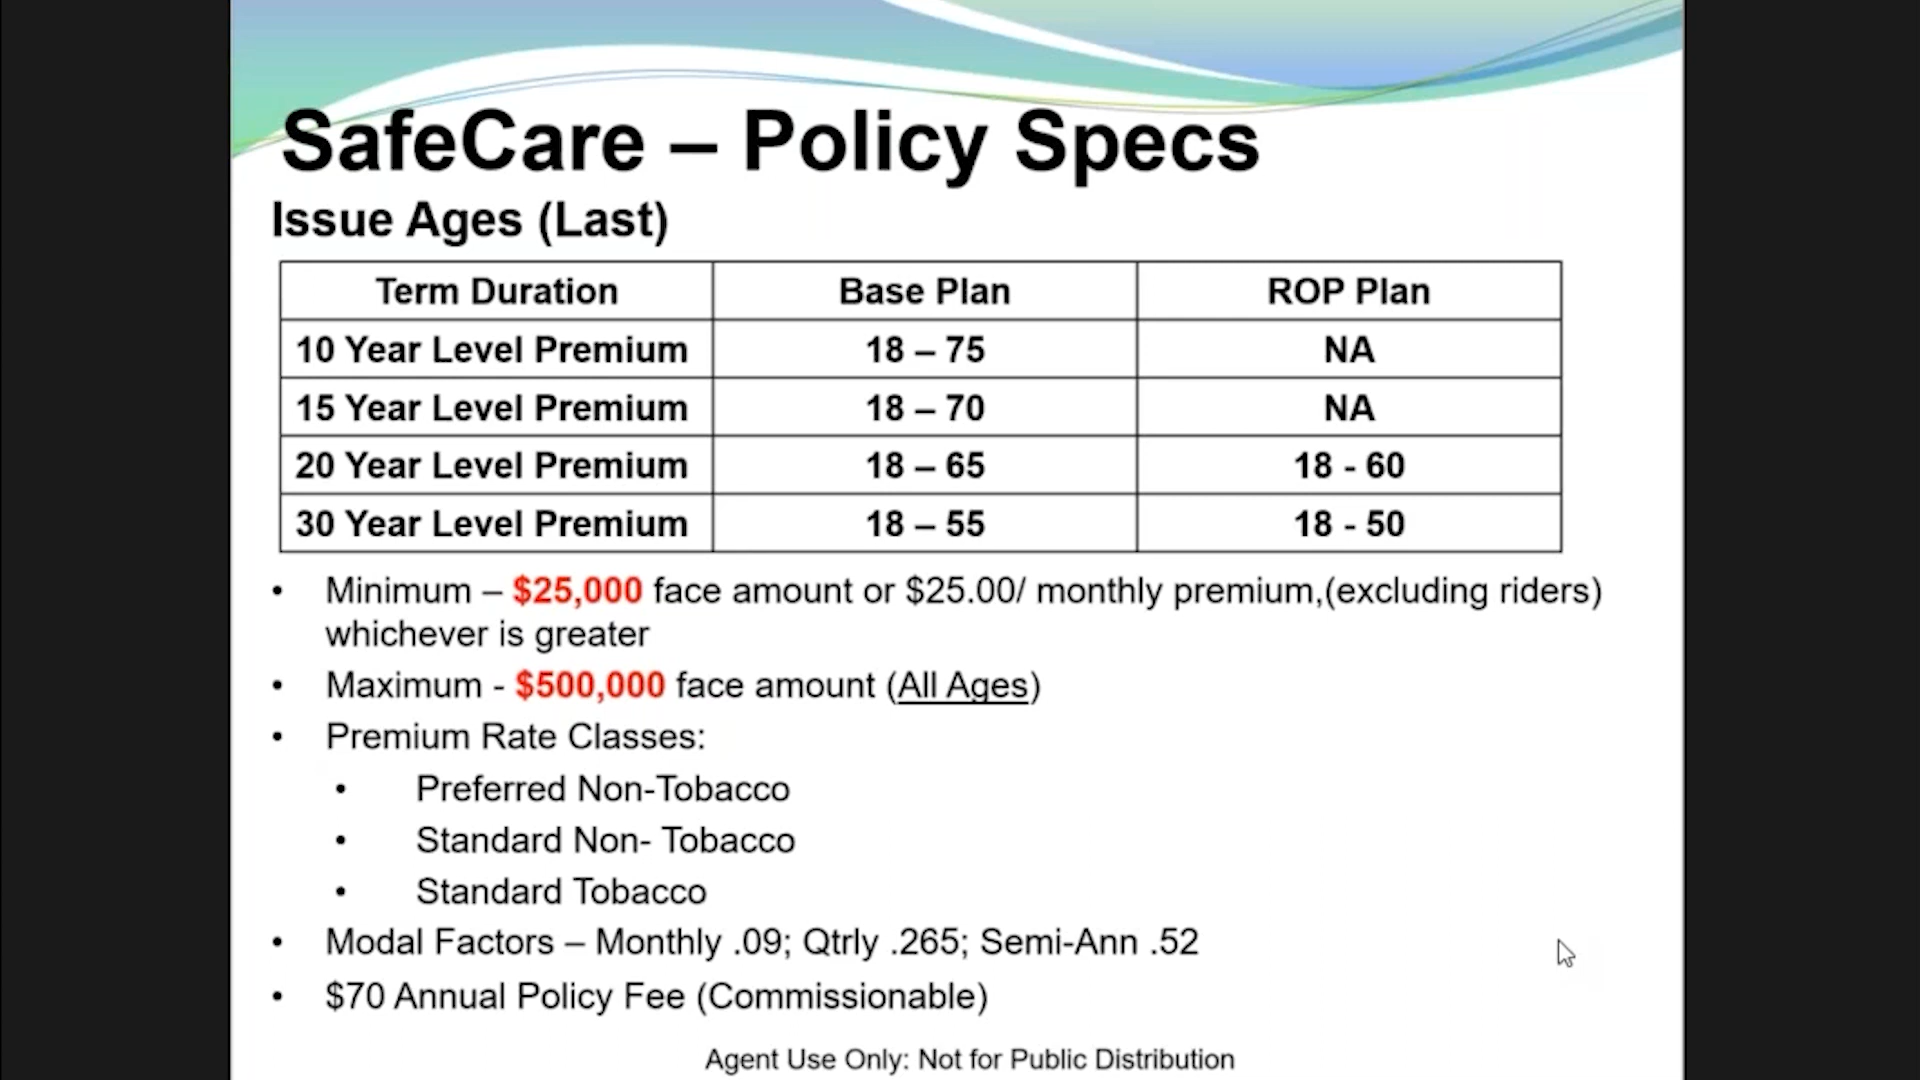 SafeCare – Policy Specs
Issue Ages (Last)
Term Duration Base Plan ROP Plan
10 Year Level Premium 18 – 75 NA
15 Year Level Premium 18 – 70 NA
20 Year Level Premium 18 – 65 18 - 60
30 Year Level Premium 18 – 55 18 - 50
• Minimum – $25,000 face amount or $25.00/ monthly premium,(excluding riders)
whichever is greater
• Maximum - $500,000 face amount (All Ages)
• Premium Rate Classes:
• Preferred Non-Tobacco
• Standard Non- Tobacco
• Standard Tobacco
• Modal Factors – Monthly .09; Qtrly .265; Semi-Ann .52
• $70 Annual Policy Fee (Commissionable)
Agent Use Only: Not for Public Distribution